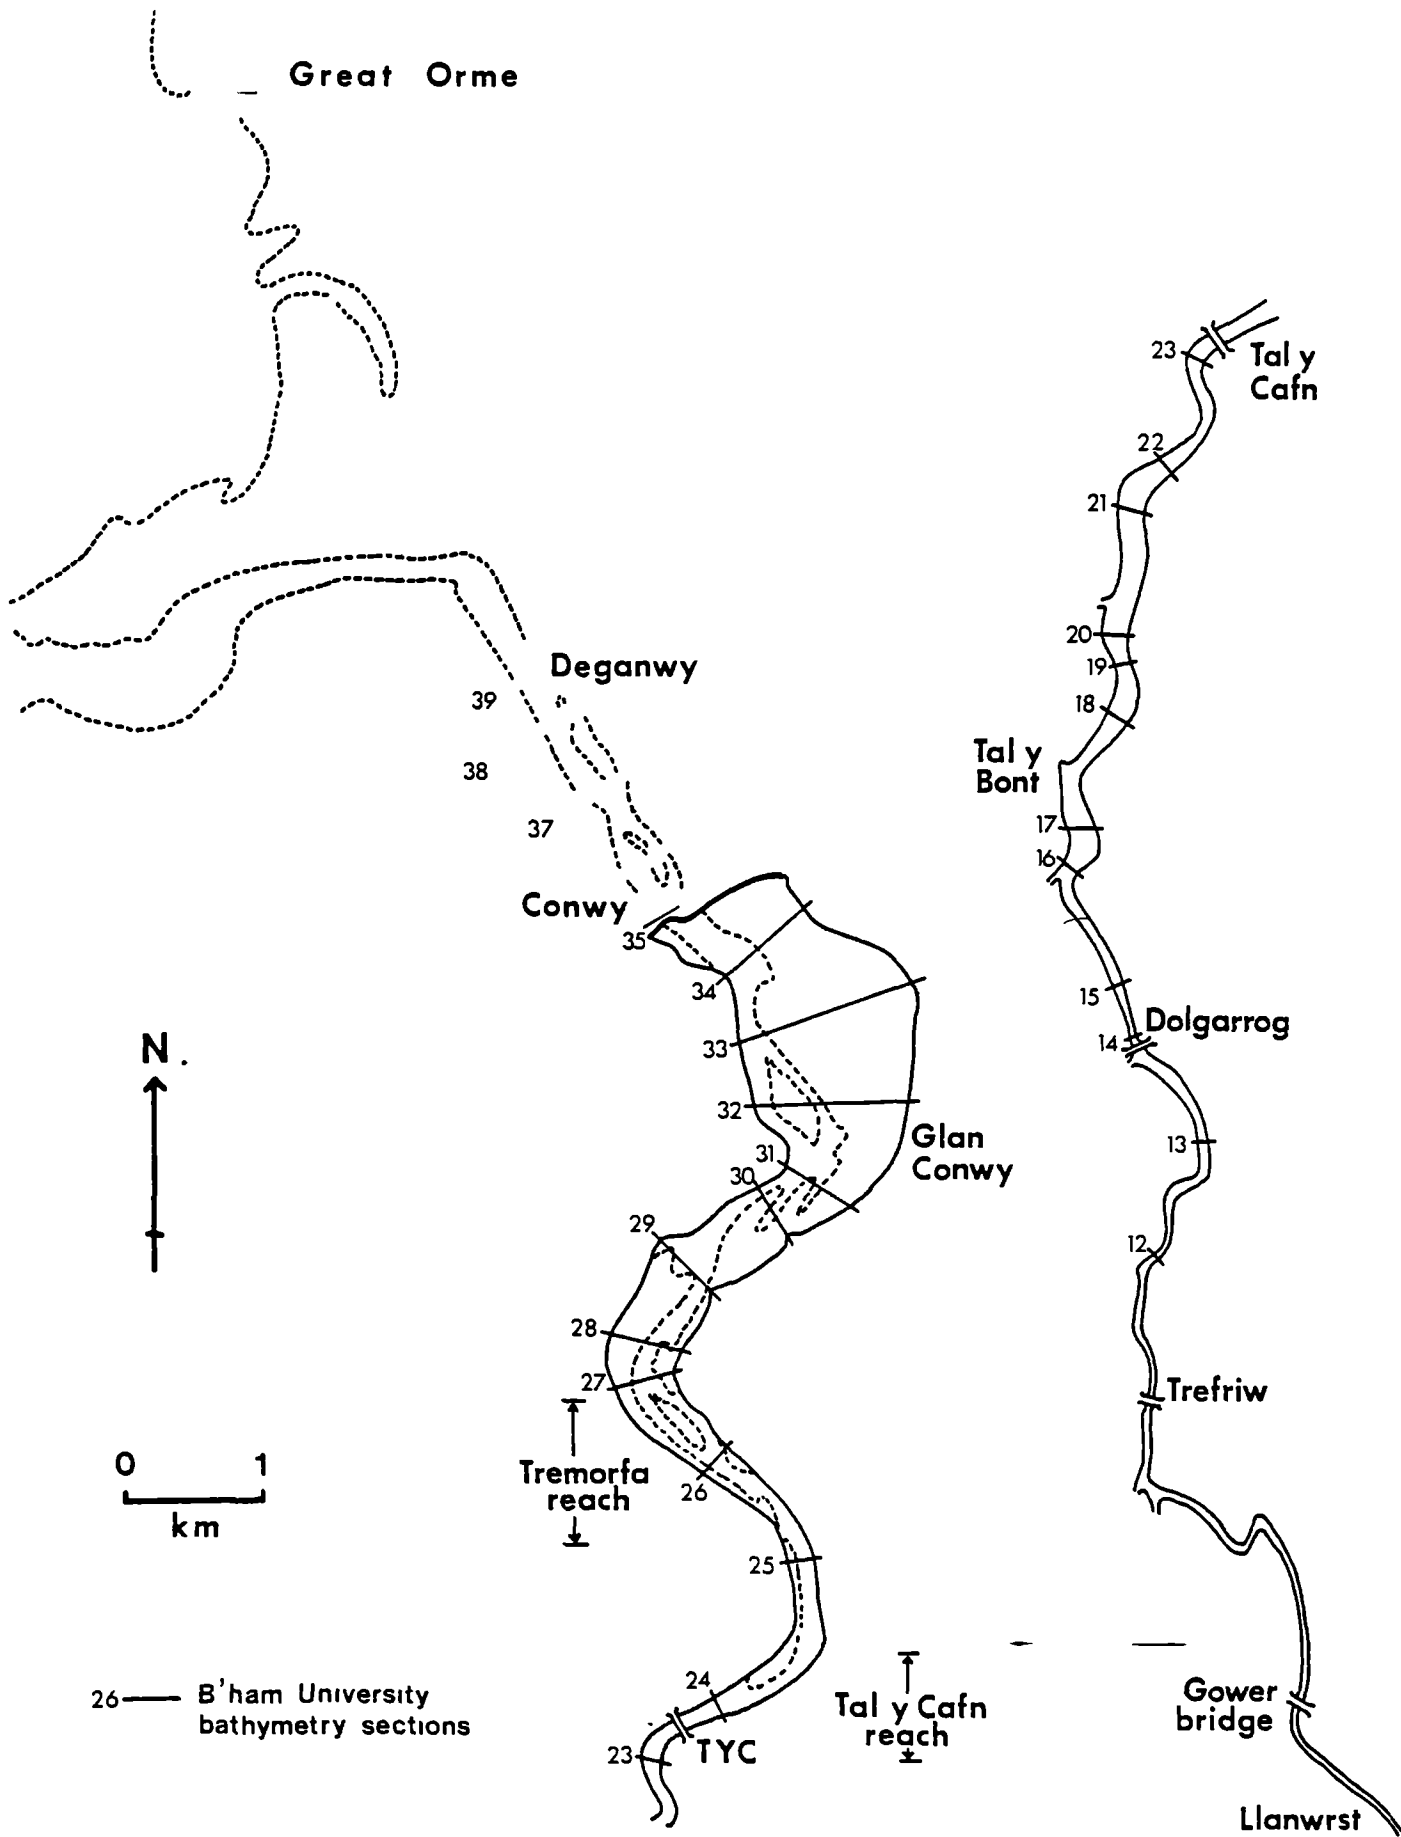 Great Orme
23
Tal y
Cafn
22
21
20
19
18
Deganwy
39
38
37
Tal y
Bont
17
16
Conwy
35
34
33
32
31
30
29
28
27
15
14
Dolgarrog
13
12
Glan
Conwy
N.
Trefriw
0 1
km
Tremorfa
reach
26
25
24
23
TYC
Tal y Cafn
reach
Gower
bridge
Llanwrst
26 B'ham University
bathymetry sections